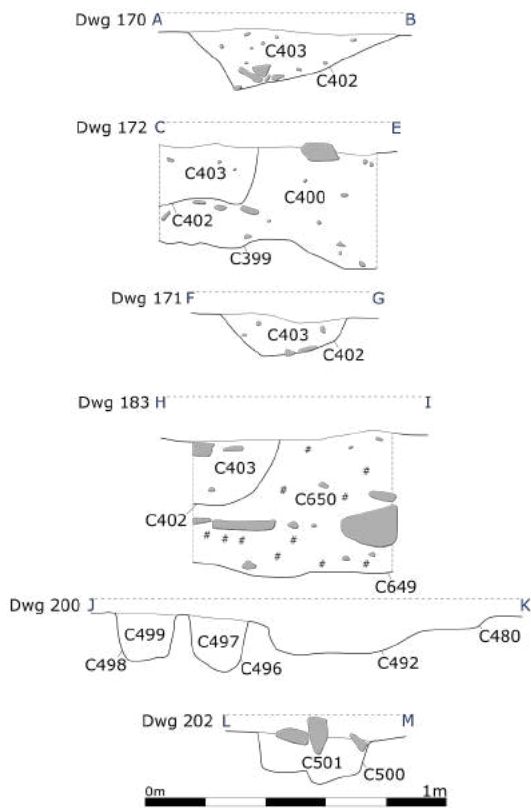 Dwg 170 A B
C403
C402
Dwg 172 C E
C403
C400
C402
C399
Dwg 171 F G
C403
C402
Dwg 183 H I
#
C403 #
# C650 #
C402
# # # #
# # #
C649
Dwg 200 J K
C499 C497 C480
C498 C496 C492
Dwg 202 L M
C501 C500
0m 1m